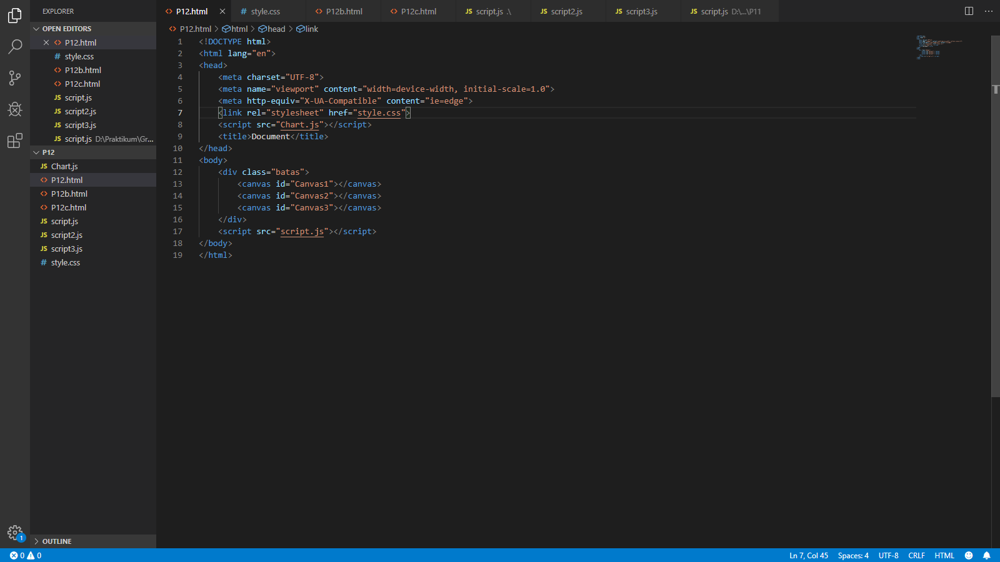 EXPLORER
OPEN EDITORS
P12.html
style.css
P12b.html
P12c.html
script.js
script2.js
script3.js
script.js D:\Praktikum\Gr...
P12
Chart.js
P12.html
P12b.html
P12c.html
script.js
script2.js
script3.js
style.css
OUTLINE
P12.html
style.css
P12b.html
P12c.html
script.js .\
script2.js
script3.js
script.js D:\...\P11
P12.html > html > head > link
1 <!DOCTYPE html>
2 <html lang="en">
3 <head>
4     <meta charset="UTF-8">
5     <meta name="viewport" content="width=device-width, initial-scale=1.0">
6     <meta http-equiv="X-UA-Compatible" content="ie=edge">
7     <link rel="stylesheet" href="style.css">
8     <script src="Chart.js"></script>
9     <title>Document</title>
10 </head>
11 <body>
12     <div class="batas">
13         <canvas id="Canvas1"></canvas>
14         <canvas id="Canvas2"></canvas>
15         <canvas id="Canvas3"></canvas>
16     </div>
17     <script src="script.js"></script>
18 </body>
19 </html>
1
0 0 Ln 7, Col 45 Spaces: 4 UTF-8 CRLF HTML